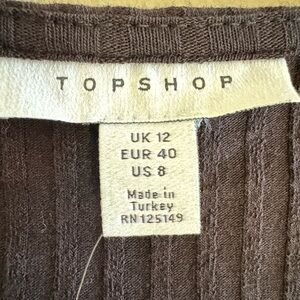 TOPSHOP
UK 12
EUR 40
US 8
Made in
Turkey
RN 125149